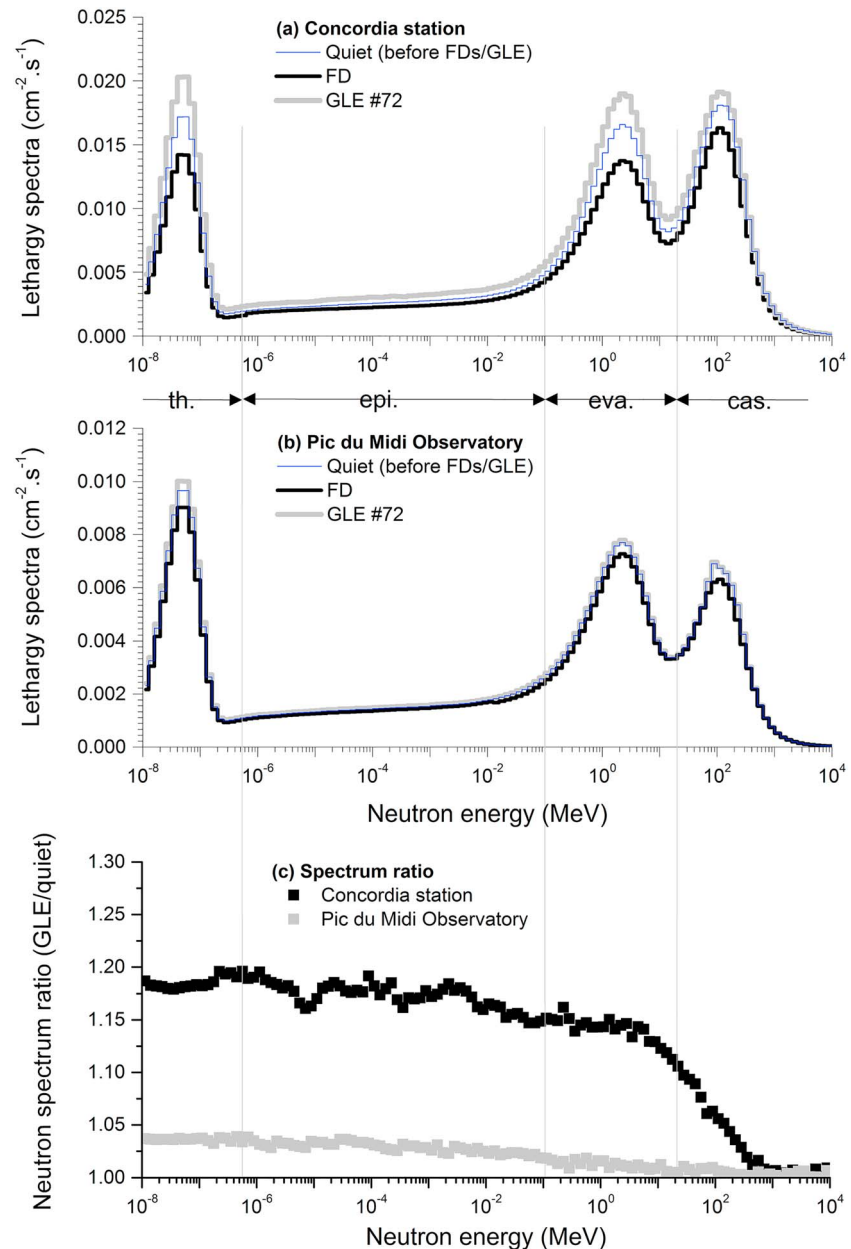 (a) Concordia station
Quiet (before FDs/GLE)
FD
GLE #72
Lethargy spectra (cm⁻².s⁻¹)
0.025
0.020
0.015
0.010
0.005
0.000
10⁻⁸ 10⁻⁶ 10⁻⁴ 10⁻² 10⁰ 10² 10⁴
th. epi. eva. cas.
(b) Pic du Midi Observatory
Quiet (before FDs/GLE)
FD
GLE #72
Lethargy spectra (cm⁻².s⁻¹)
0.012
0.010
0.008
0.006
0.004
0.002
0.000
10⁻⁸ 10⁻⁶ 10⁻⁴ 10⁻² 10⁰ 10² 10⁴
Neutron energy (MeV)
(c) Spectrum ratio
Concordia station
Pic du Midi Observatory
Neutron spectrum ratio (GLE/quiet)
1.30
1.25
1.20
1.15
1.10
1.05
1.00
10⁻⁸ 10⁻⁶ 10⁻⁴ 10⁻² 10⁰ 10² 10⁴
Neutron energy (MeV)